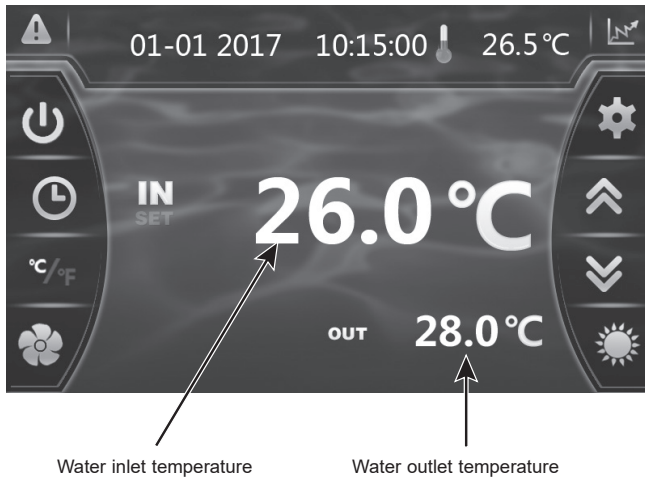 01-01 2017 10:15:00 26.5°C
IN
SET
26.0°C
°C/°F
OUT 28.0°C
Water inlet temperature Water outlet temperature